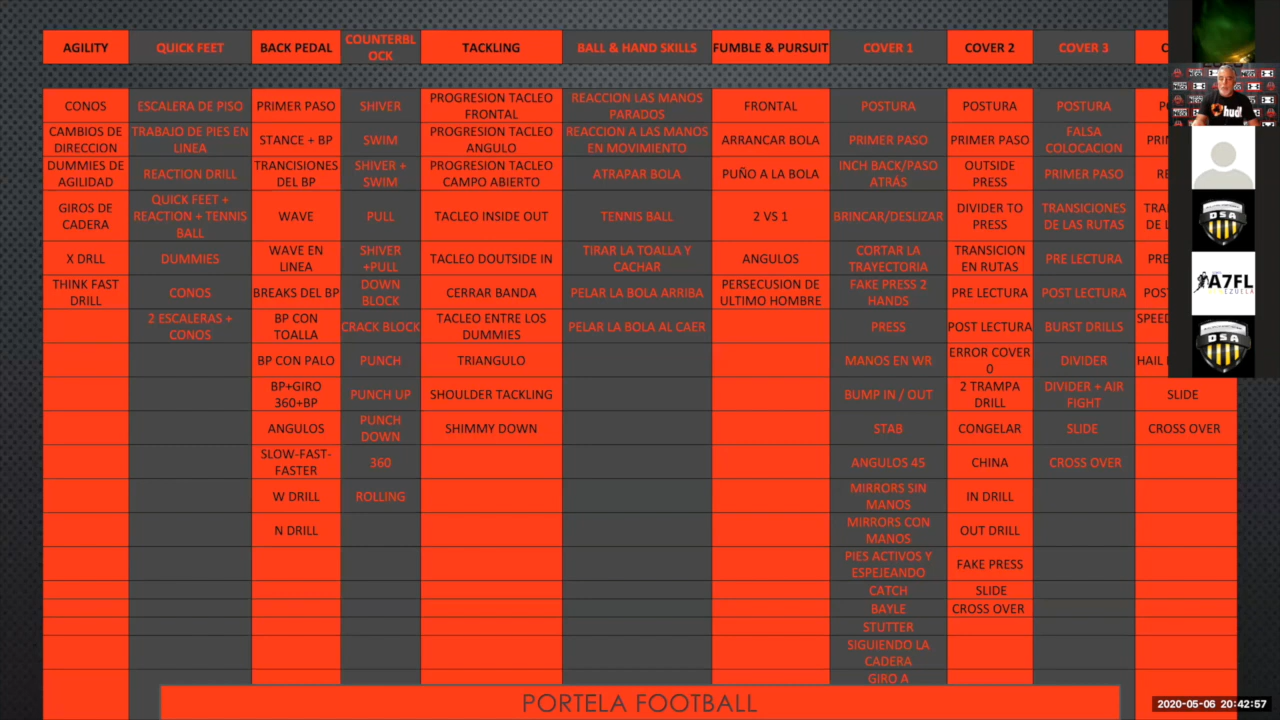 AGILITY
QUICK FEET
BACK PEDAL
COUNTERBL
OCK
TACKLING
BALL & HAND SKILLS
FUMBLE & PURSUIT
COVER 1
COVER 2
COVER 3
CONOS
ESCALERA DE PISO
PRIMER PASO
SHIVER
PROGRESION TACLEO
FRONTAL
REACCION LAS MANOS
PARADOS
FRONTAL
POSTURA
POSTURA
POSTURA
CAMBIOS DE
DIRECCION
TRABAJO DE PIES EN
LINEA
STANCE + BP
SWIM
PROGRESION TACLEO
ANGULO
REACCION A LAS MANOS
EN MOVIMIENTO
ARRANCAR BOLA
PRIMER PASO
PRIMER PASO
FALSA
COLOCACION
DUMMIES DE
AGILIDAD
REACTION DRILL
TRANCISIONES
DEL BP
SHIVER +
SWIM
PROGRESION TACLEO
CAMPO ABIERTO
ATRAPAR BOLA
PUÑO A LA BOLA
INCH BACK/PASO
ATRÁS
OUTSIDE
PRESS
PRIMER PASO
GIROS DE
CADERA
QUICK FEET +
REACTION + TENNIS
BALL
WAVE
PULL
TACLEO INSIDE OUT
TENNIS BALL
2 VS 1
BRINCAR/DESLIZAR
DIVIDER TO
PRESS
TRANSICIONES
DE LAS RUTAS
X DRLL
DUMMIES
WAVE EN
LINEA
SHIVER
+PULL
TACLEO DOUTSIDE IN
TIRAR LA TOALLA Y
CACHAR
ANGULOS
CORTAR LA
TRAYECTORIA
TRANSICION
EN RUTAS
PRE LECTURA
THINK FAST
DRILL
CONOS
BREAKS DEL BP
DOWN
BLOCK
CERRAR BANDA
PELAR LA BOLA ARRIBA
PERSECUSION DE
ULTIMO HOMBRE
FAKE PRESS 2
HANDS
PRE LECTURA
POST LECTURA
2 ESCALERAS +
CONOS
BP CON
TOALLA
CRACK BLOCK
TACLEO ENTRE LOS
DUMMIES
PELAR LA BOLA AL CAER
PRESS
POST LECTURA
BURST DRILLS
SPEED
BP CON PALO
PUNCH
TRIANGULO
MANOS EN WR
ERROR COVER
0
DIVIDER
HAIL
BP+GIRO
360+BP
PUNCH UP
SHOULDER TACKLING
BUMP IN / OUT
2 TRAMPA
DRILL
DIVIDER + AIR
FIGHT
SLIDE
ANGULOS
PUNCH
DOWN
SHIMMY DOWN
STAB
CONGELAR
SLIDE
CROSS OVER
SLOW-FAST-
FASTER
360
ANGULOS 45
CHINA
CROSS OVER
W DRILL
ROLLING
MIRRORS SIN
MANOS
IN DRILL
N DRILL
MIRRORS CON
MANOS
OUT DRILL
PIES ACTIVOS Y
ESPEJEANDO
FAKE PRESS
CATCH
SLIDE
BAYLE
CROSS OVER
STUTTER
SIGUIENDO LA
CADERA
GIRO A
PORTELA FOOTBALL
DSA
A7FL
DSA
2020-05-06 20:42:57